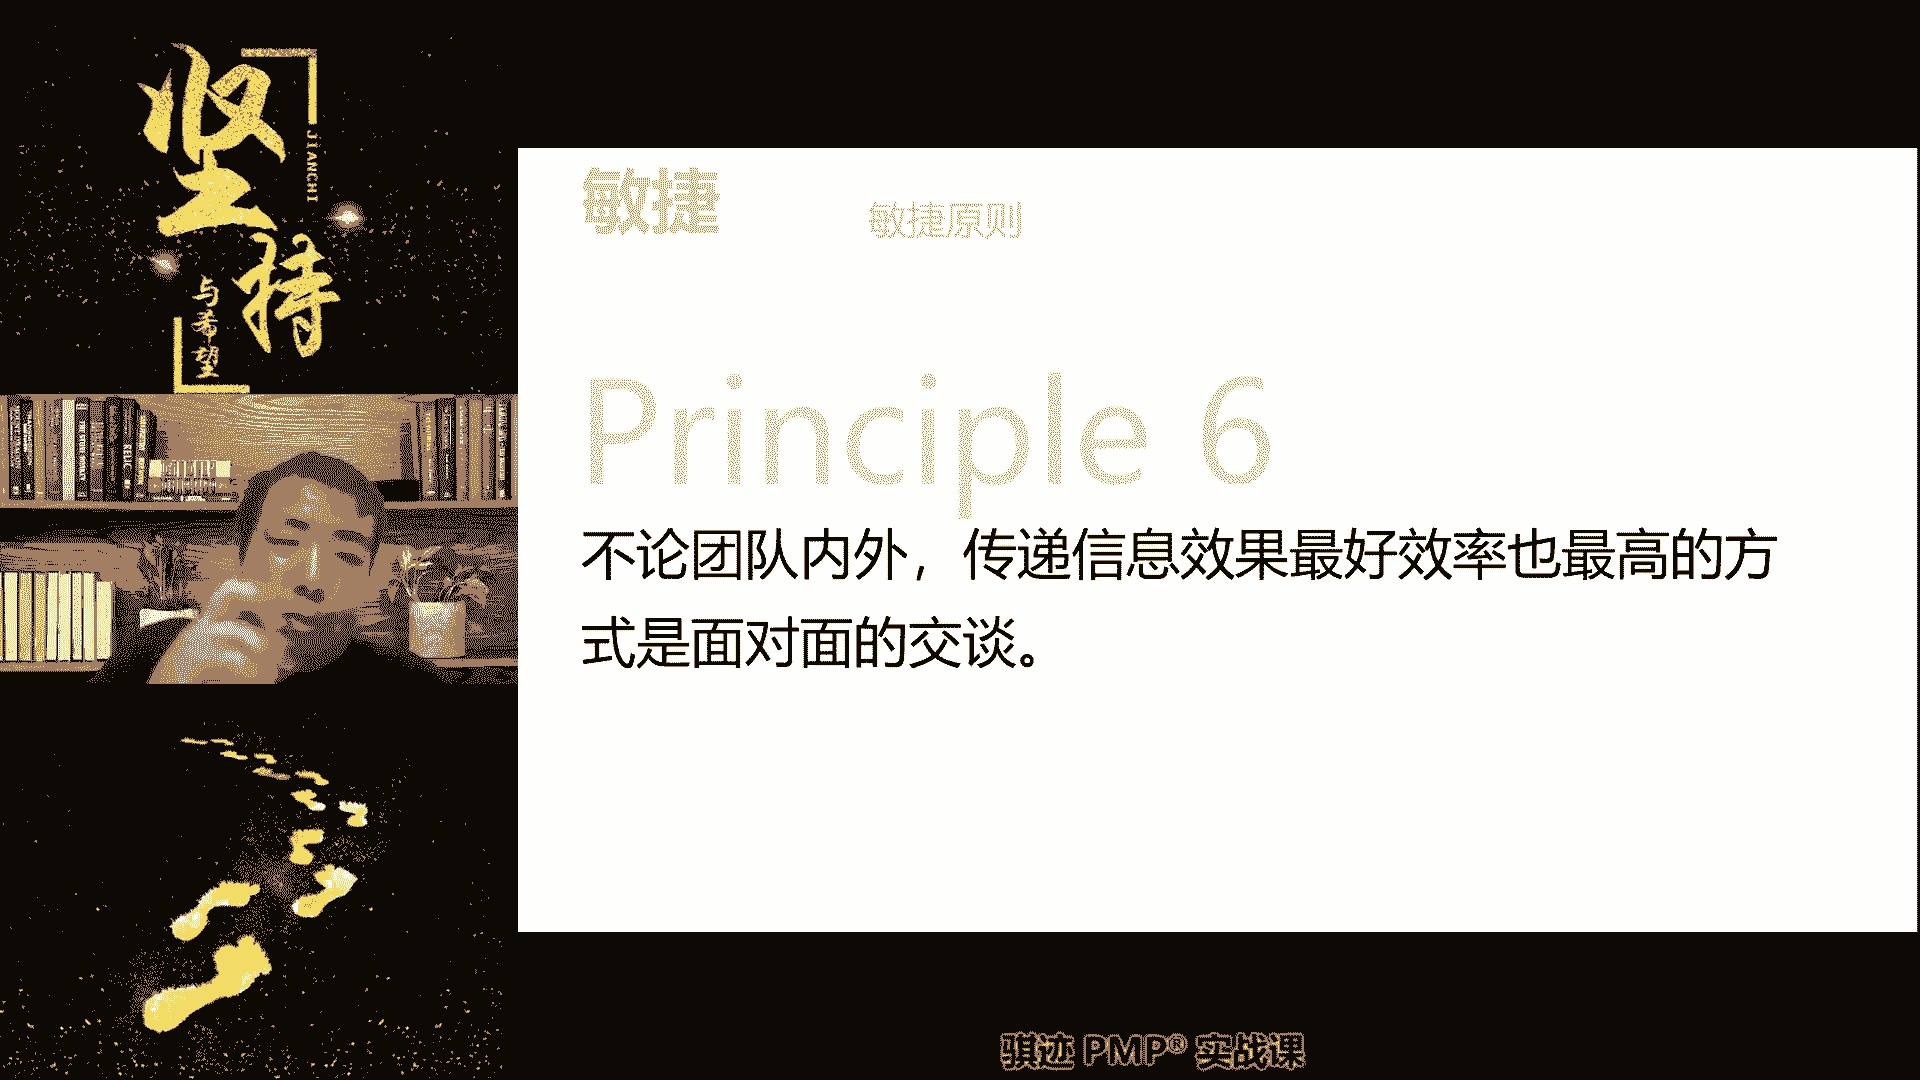 坚持
JIANCHI
与希望
敏捷
敏捷原则
Principle 6
不论团队内外，传递信息效果最好效率也最高的方
式是面对面的交谈。
骐迹 PMP® 实战课